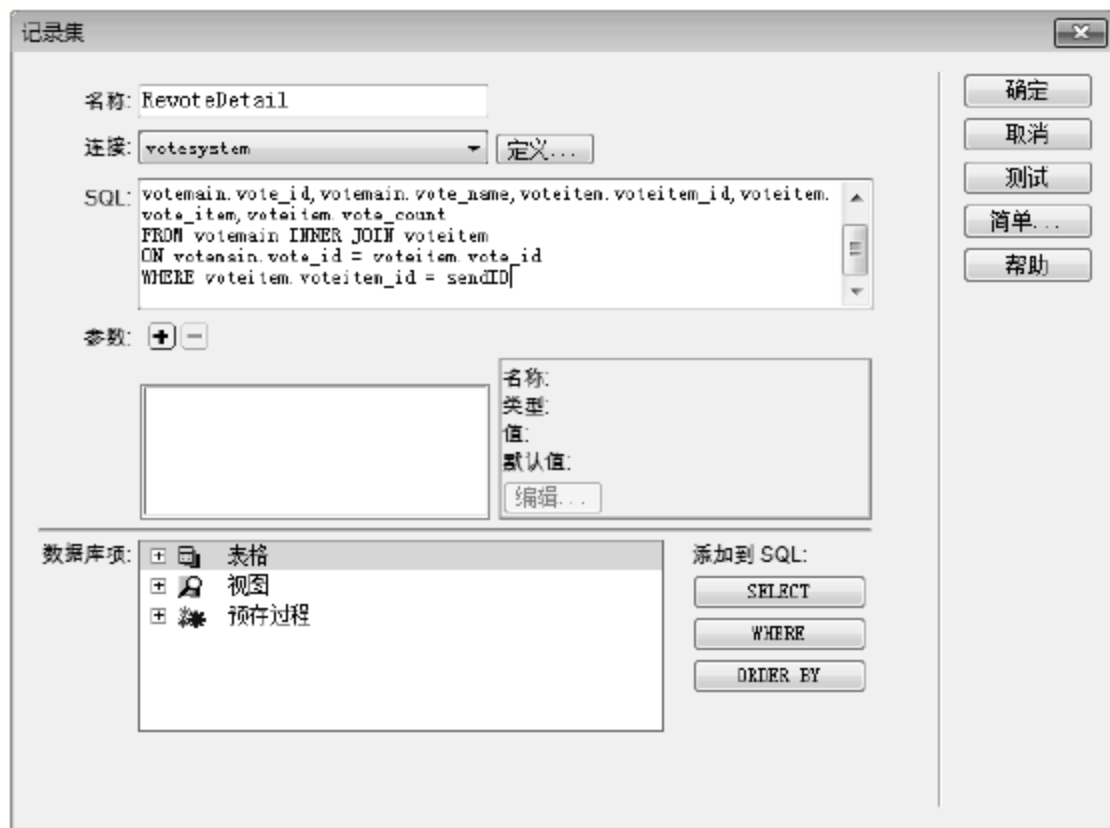 记录集
名称: RevoteDetail
连接: votesystem 定义...
SQL: votemain.vote_id,votemain.vote_name,voteitem.voteitem_id,voteitem.
vote_item,voteitem.vote_count
FROM votemain INNER JOIN voteitem
ON votemain.vote_id = voteitem.vote_id
WHERE voteitem.voteitem_id = sendID
参数:
名称:
类型:
值:
默认值:
编辑...
数据库项:
表格
视图
预存过程
添加到 SQL:
SELECT
WHERE
ORDER BY
确定
取消
测试
简单...
帮助